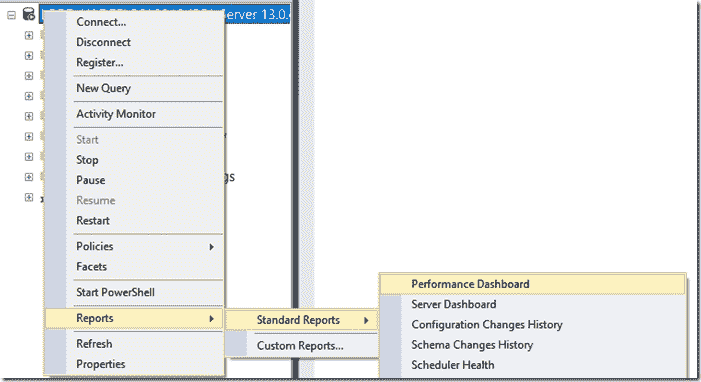 Server 13.0.
Connect...
Disconnect
Register...
New Query
Activity Monitor
Start
Stop
Pause
Resume
Restart
Policies
Facets
Start PowerShell
Reports
Refresh
Properties
Standard Reports
Custom Reports...
Performance Dashboard
Server Dashboard
Configuration Changes History
Schema Changes History
Scheduler Health